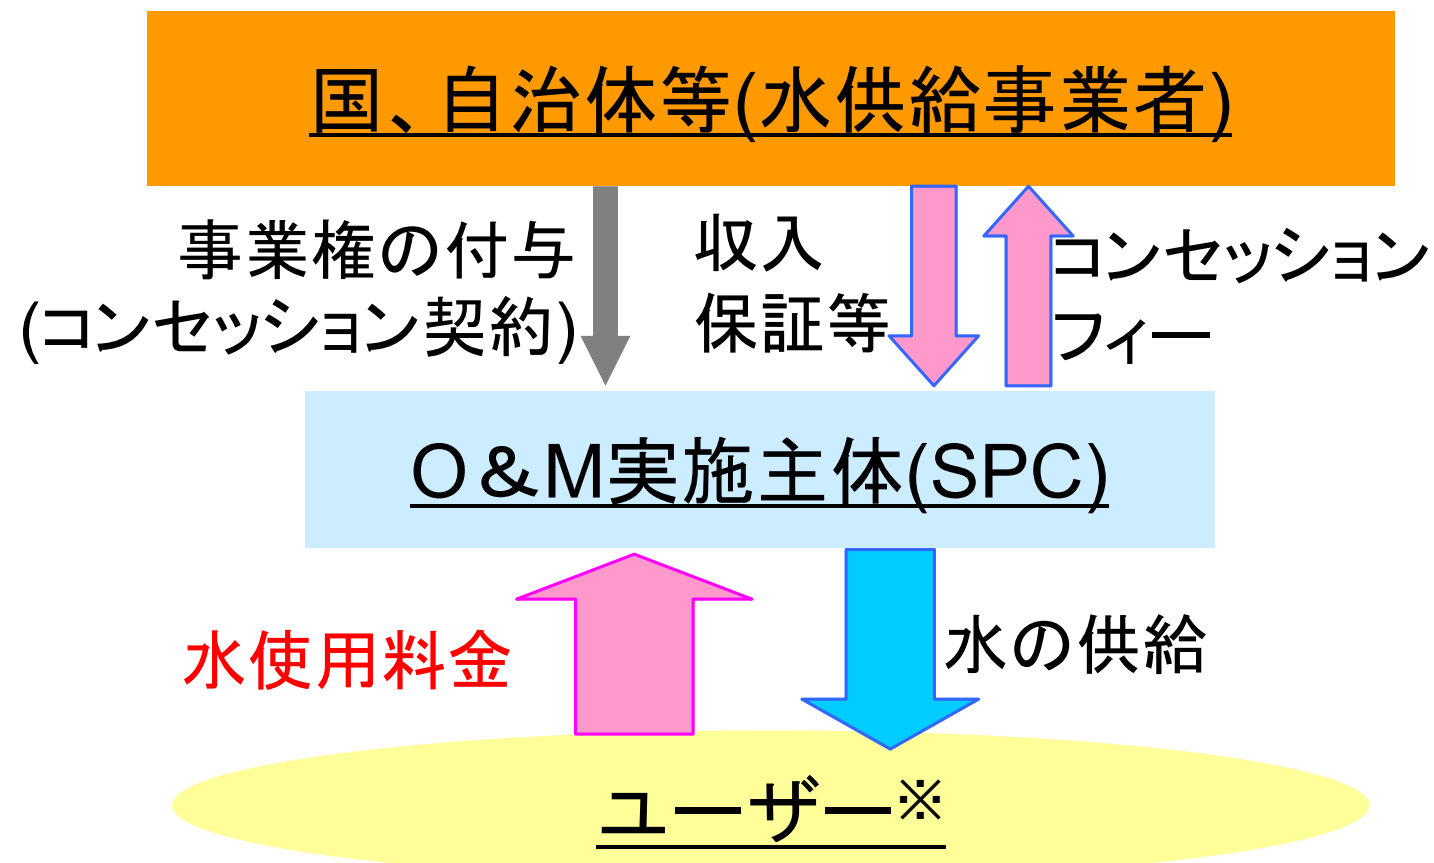 国、自治体等(水供給事業者)
事業権の付与
(コンセッション契約)
収入
保証等
コンセッション
フィー
O＆M実施主体(SPC)
水使用料金
水の供給
ユーザー※